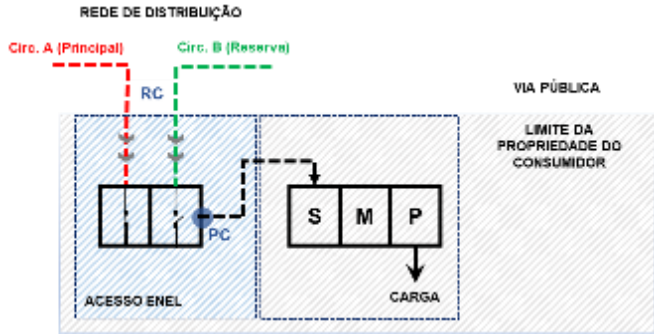 REDE DE DISTRIBUIÇÃO
Circ. A (Principal)
Circ. B (Reserva)
RC
VIA PÚBLICA
LIMITE DA
PROPRIEDADE DO
CONSUMIDOR
S M P
PC
ACESSO ENEL
CARGA